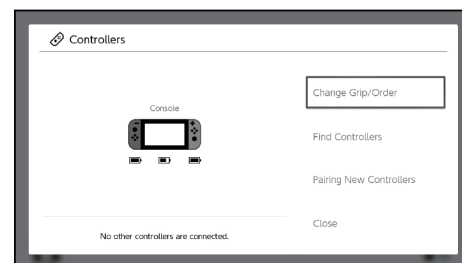 Controllers
Console
No other controllers are connected.
Change Grip/Order
Find Controllers
Pairing New Controllers
Close